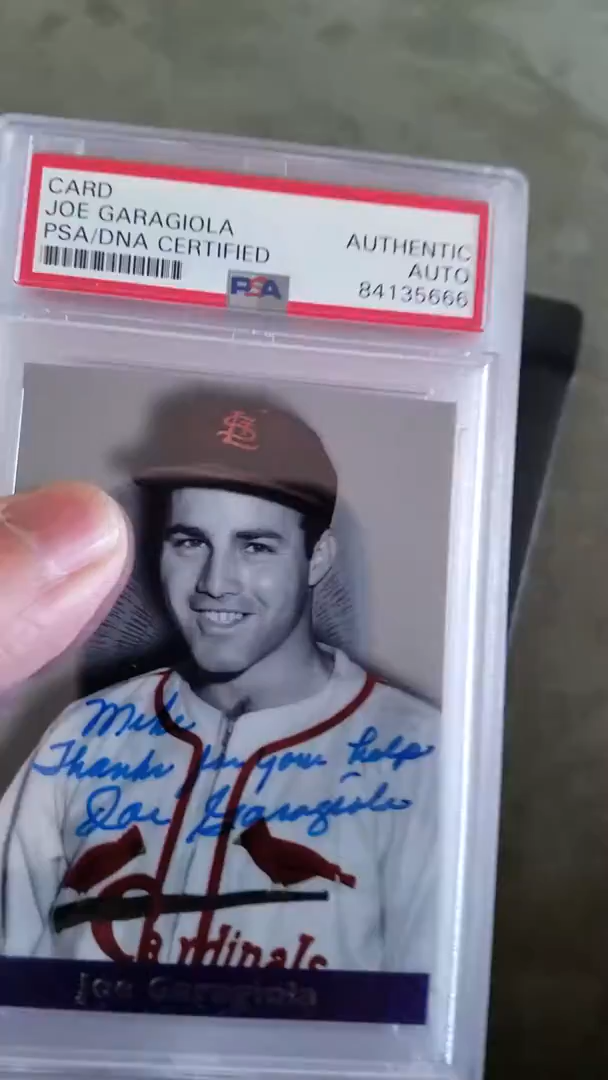 CARD
JOE GARAGIOLA
PSA/DNA CERTIFIED
AUTHENTIC
AUTO
84135666
PSA
StL
Mike
Thanks for your help
Joe Garagiola
Cardinals
Joe Garagiola